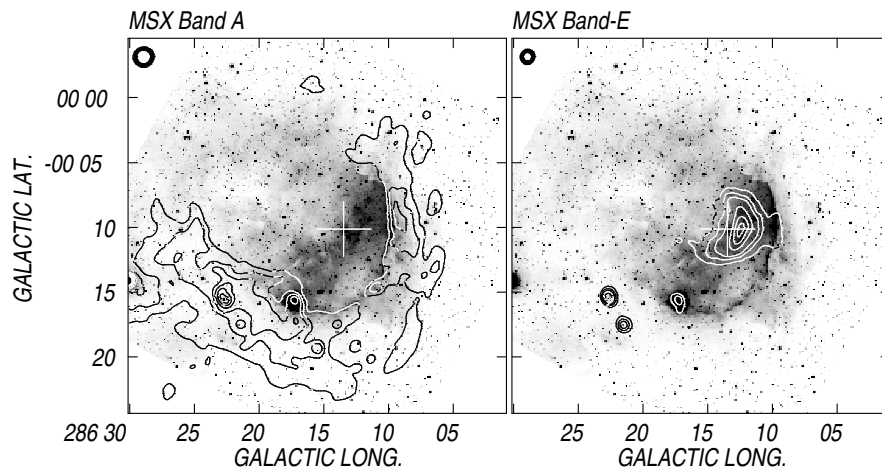 MSX Band A
MSX Band-E
00 00
-00 05
10
15
20
GALACTIC LAT.
286 30 25 20 15 10 05
25 20 15 10 05
GALACTIC LONG.
GALACTIC LONG.